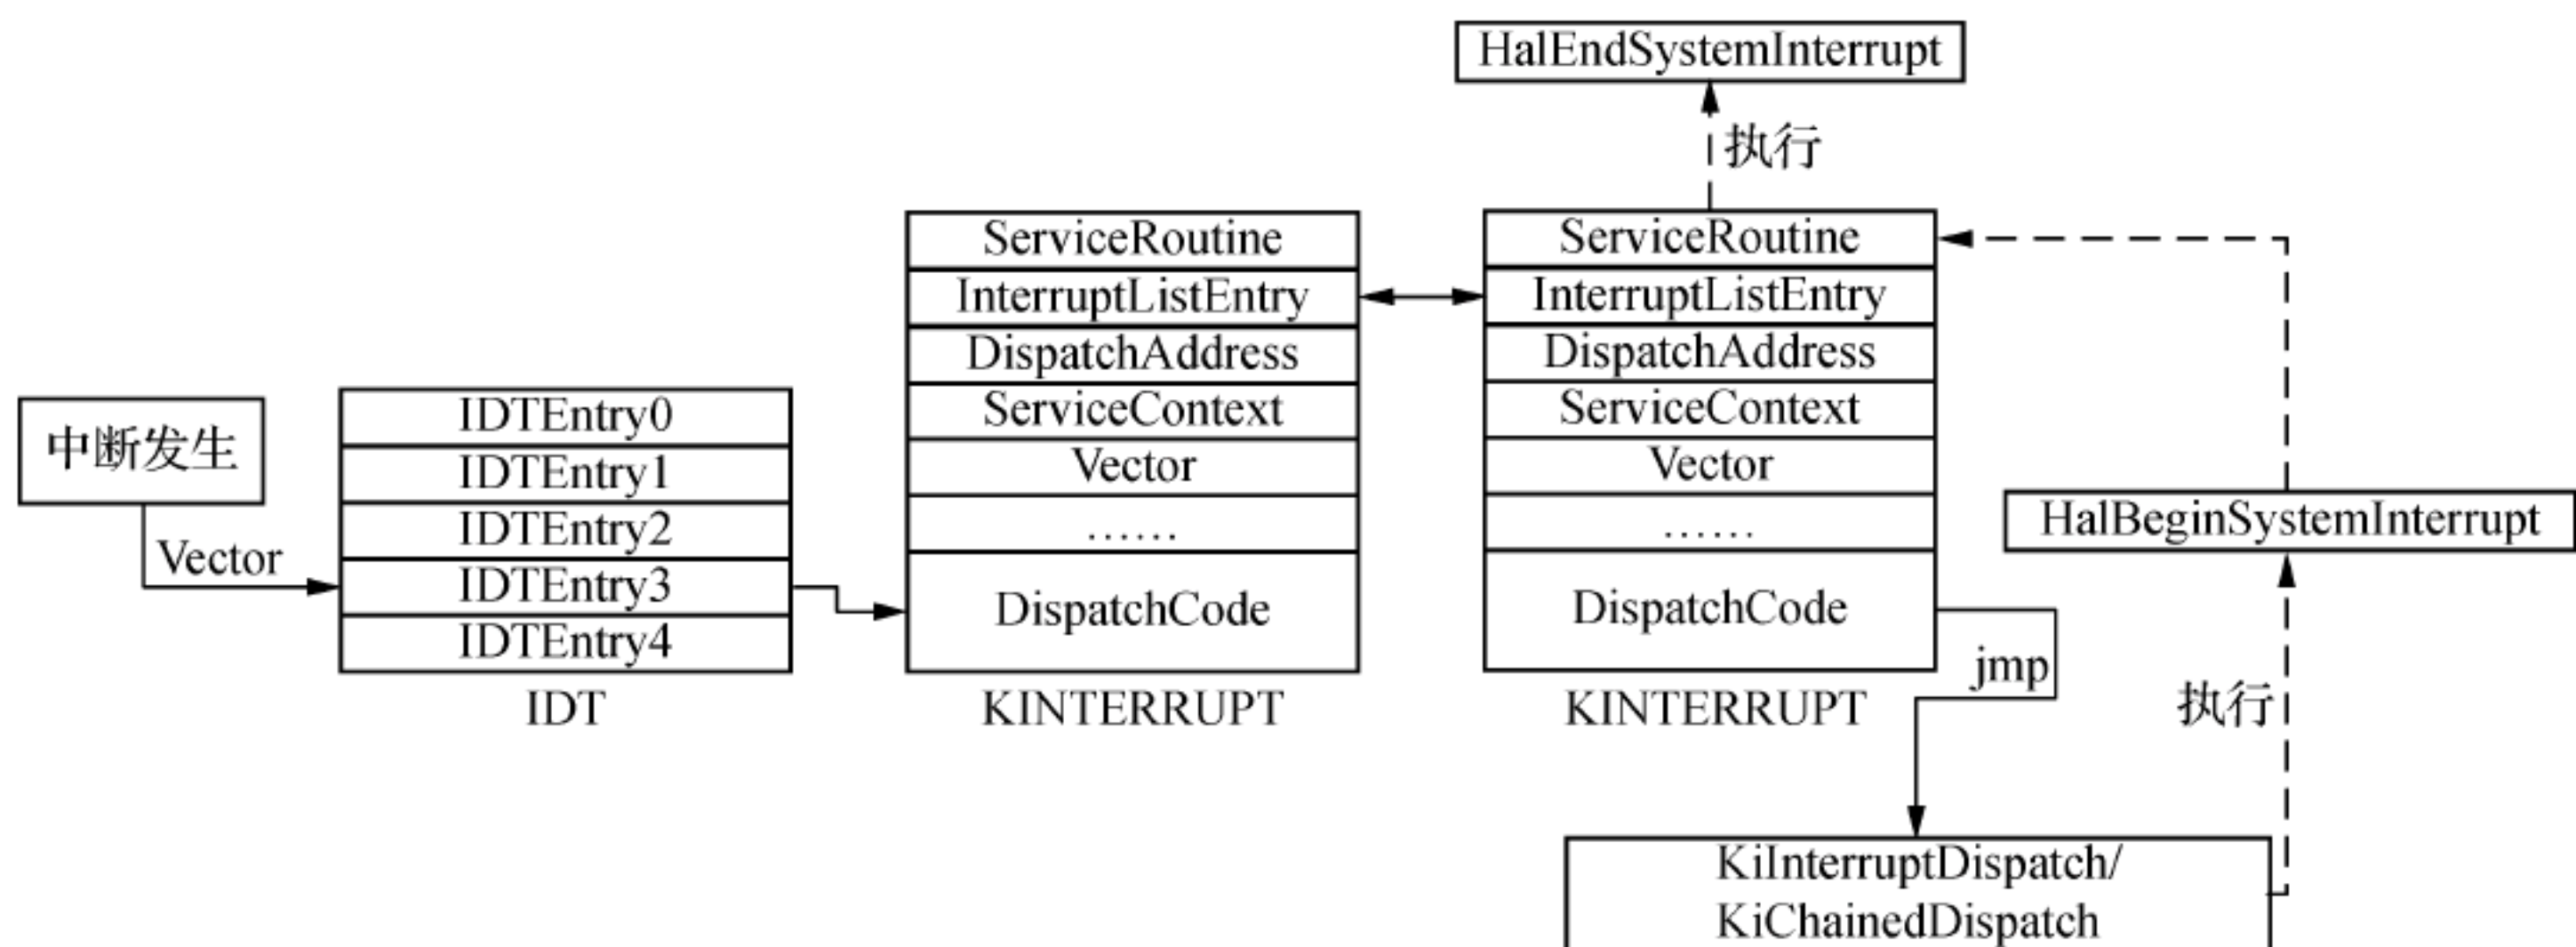 HalEndSystemInterrupt
执行
中断发生
Vector
IDTEntry0
IDTEntry1
IDTEntry2
IDTEntry3
IDTEntry4
IDT
ServiceRoutine
InterruptListEntry
DispatchAddress
ServiceContext
Vector
……
DispatchCode
KINTERRUPT
ServiceRoutine
InterruptListEntry
DispatchAddress
ServiceContext
Vector
……
DispatchCode
KINTERRUPT
jmp
HalBeginSystemInterrupt
执行
KiInterruptDispatch/
KiChainedDispatch